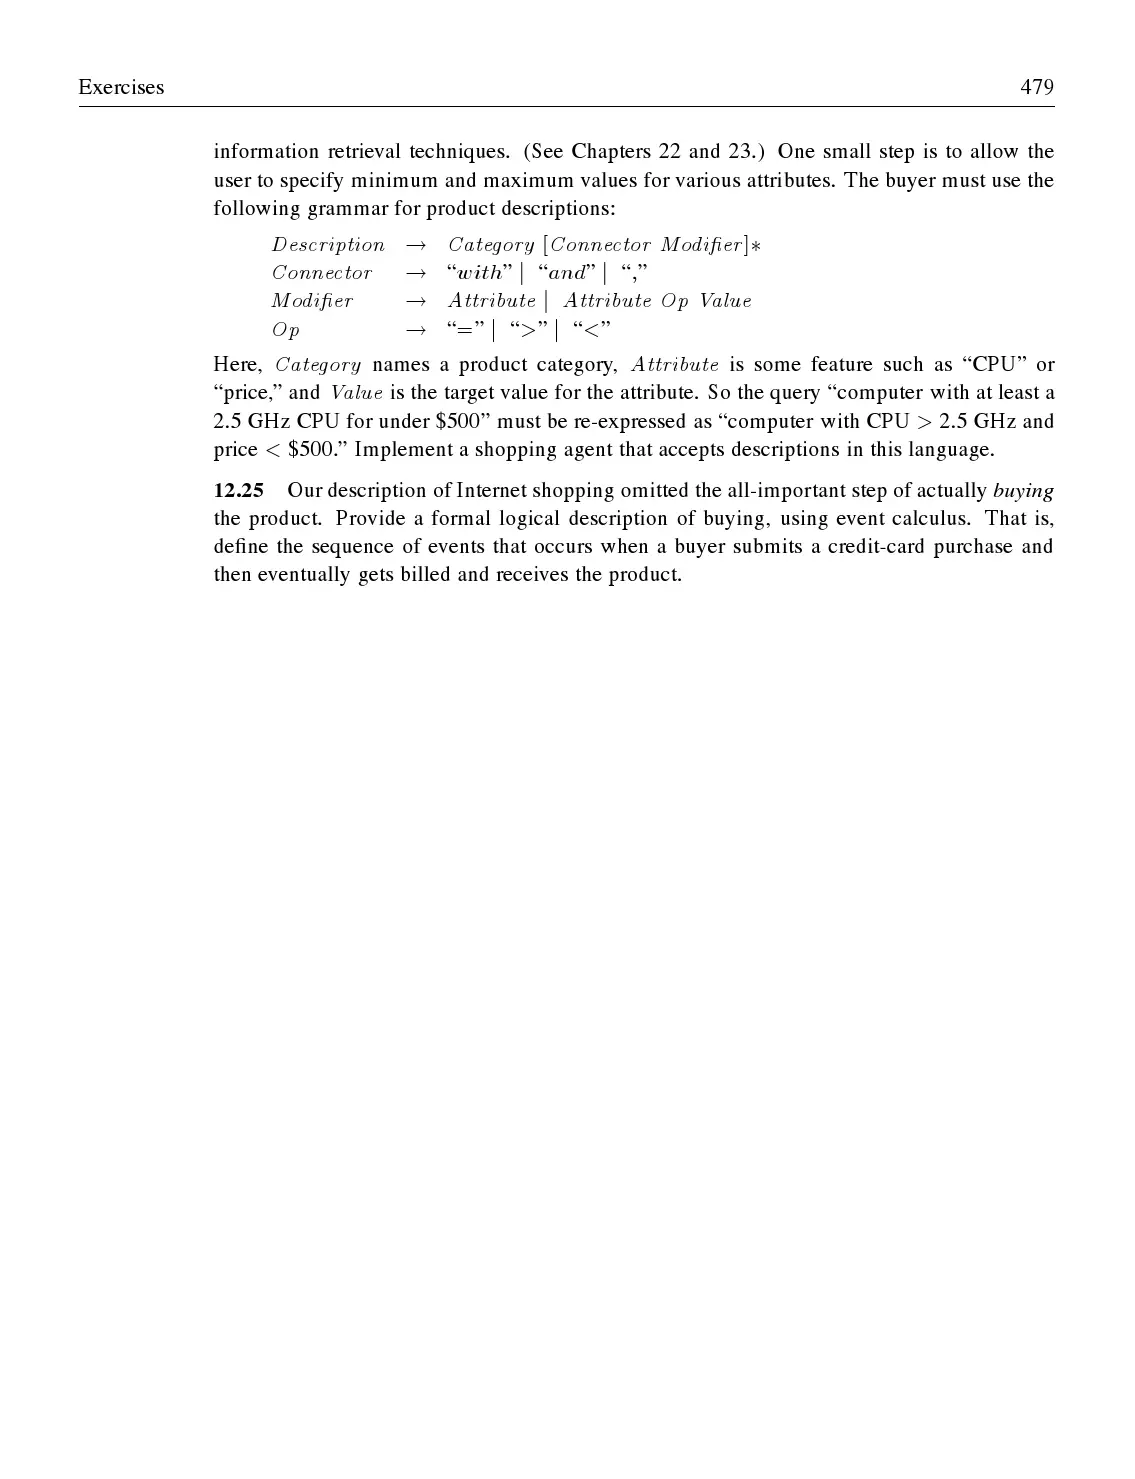 Exercises 479
information retrieval techniques. (See Chapters 22 and 23.) One small step is to allow the
user to specify minimum and maximum values for various attributes. The buyer must use the
following grammar for product descriptions:
Description → Category [Connector Modifier]∗
Connector → “with” | “and” | “,”
Modifier → Attribute | Attribute Op Value
Op → “=” | “>” | “<”
Here, Category names a product category, Attribute is some feature such as “CPU” or
“price,” and Value is the target value for the attribute. So the query “computer with at least a
2.5 GHz CPU for under $500” must be re-expressed as “computer with CPU > 2.5 GHz and
price < $500.” Implement a shopping agent that accepts descriptions in this language.
12.25 Our description of Internet shopping omitted the all-important step of actually buying
the product. Provide a formal logical description of buying, using event calculus. That is,
define the sequence of events that occurs when a buyer submits a credit-card purchase and
then eventually gets billed and receives the product.